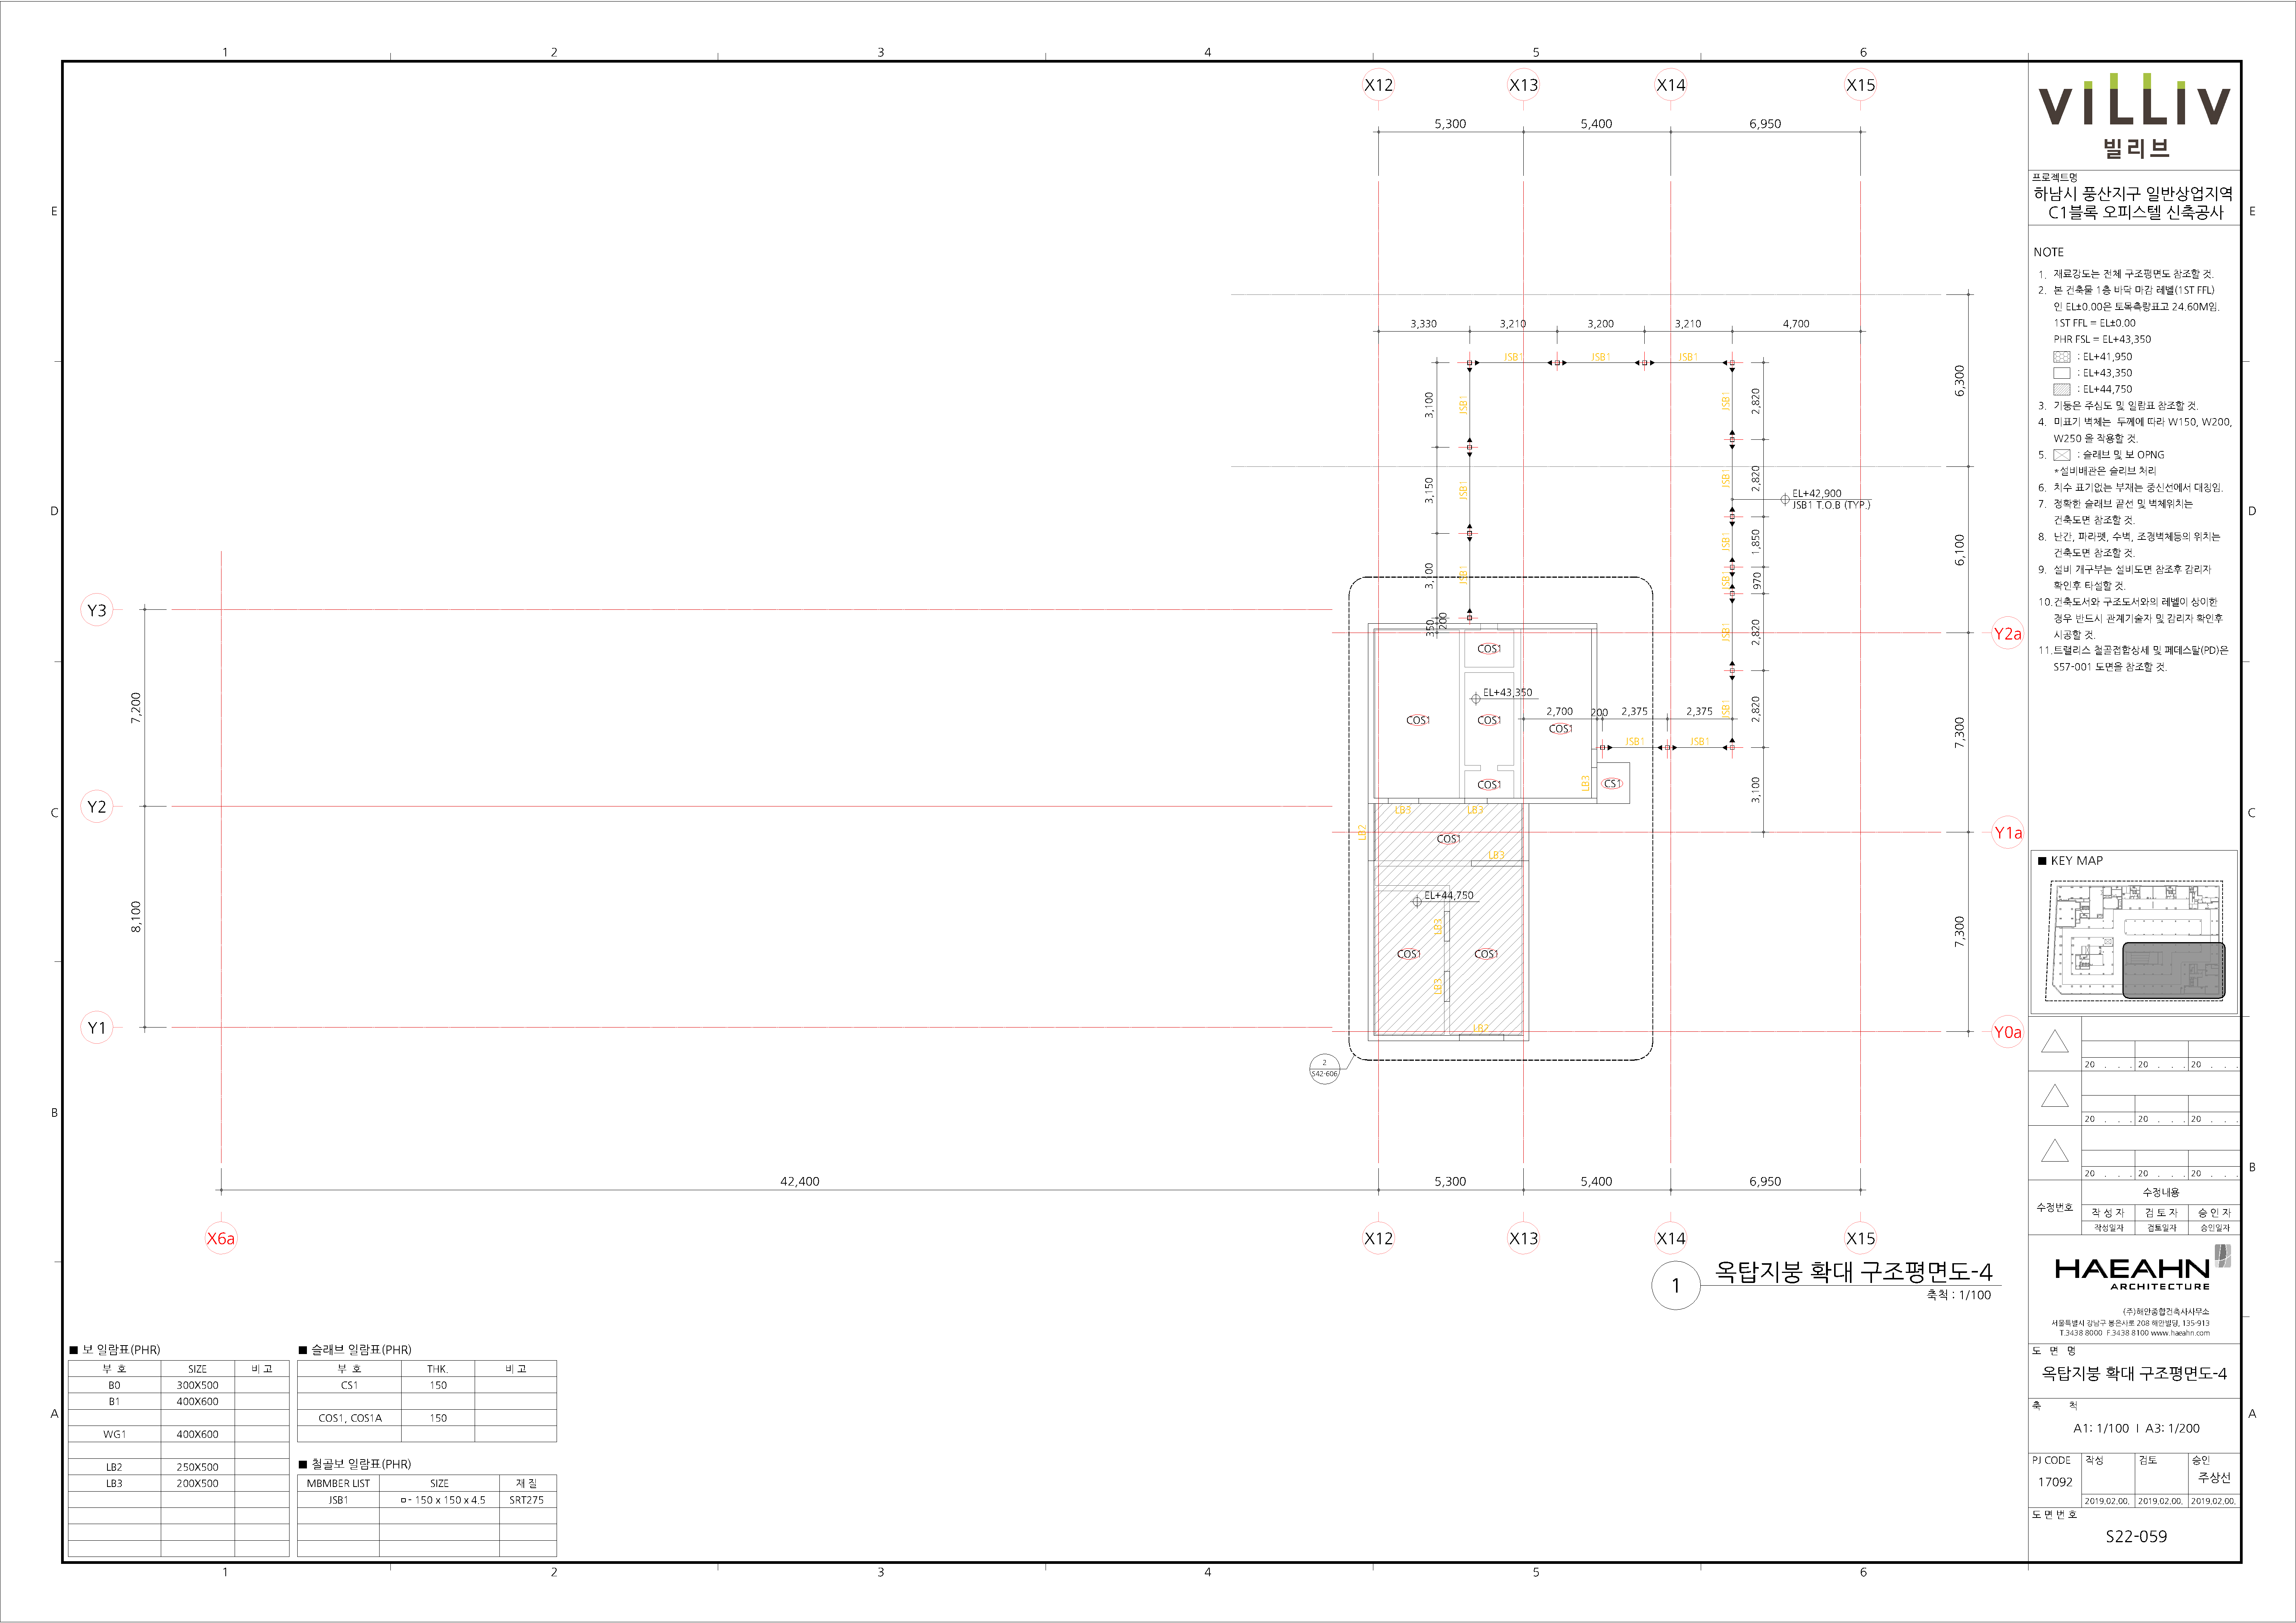 1 2 3 4 5 6
X12 X13 X14 X15
5,300 5,400 6,950
3,330 3,210 3,200 3,210 4,700
JSB1 JSB1 JSB1
3,100 JSB1 JSB1 2,820 6,300
3,150 JSB1 JSB1 2,820
EL+42,900
JSB1 T.O.B (TYP.)
3,100 JSB1 JSB1 1,850 6,100
JSB1 970
350 200 JSB1 2,820
Y3
Y2a
COS1
EL+43,350
7,200
COS1 COS1 COS1
2,700 200 2,375 2,375 JSB1 2,820 7,300
JSB1 JSB1
COS1 LB3 CS1 3,100
Y2
LB3 LB3
LB2
Y1a
COS1
LB3
EL+44,750
8,100
LB3
7,300
COS1 COS1
LB3
LB2
Y1
Y0a
2
S42-606
42,400 5,300 5,400 6,950
X6a X12 X13 X14 X15
1
옥탑지붕 확대 구조평면도-4
축척 : 1/100
■ 보 일람표(PHR)
부 호 SIZE 비 고
B0 300X500
B1 400X600
WG1 400X600
LB2 250X500
LB3 200X500
■ 슬래브 일람표(PHR)
부 호 THK. 비 고
CS1 150
COS1, COS1A 150
■ 철골보 일람표(PHR)
MBMBER LIST SIZE 재 질
JSB1 ㅁ- 150 x 150 x 4.5 SRT275
E
D
C
B
A
1 2 3 4 5 6
E
D
C
B
A
VILLIV
빌리브
프로젝트명
하남시 풍산지구 일반상업지역
C1블록 오피스텔 신축공사
NOTE
1. 재료강도는 전체 구조평면도 참조할 것.
2. 본 건축물 1층 바닥 마감 레벨(1ST FFL)
인 EL±0.00은 토목측량표고 24.60M임.
1ST FFL = EL±0.00
PHR FSL = EL+43,350
: EL+41,950
: EL+43,350
: EL+44,750
3. 기둥은 주심도 및 일람표 참조할 것.
4. 미표기 벽체는 두께에 따라 W150, W200,
W250 을 적용할 것.
5. : 슬래브 및 보 OPNG
*설비배관은 슬리브 처리
6. 치수 표기없는 부재는 중신선에서 대칭임.
7. 정확한 슬래브 끝선 및 벽체위치는
건축도면 참조할 것.
8. 난간, 파라펫, 수벽, 조경벽체등의 위치는
건축도면 참조할 것.
9. 설비 개구부는 설비도면 참조후 감리자
확인후 타설할 것.
10.건축도서와 구조도서와의 레벨이 상이한
경우 반드시 관계기술자 및 감리자 확인후
시공할 것.
11.트랠리스 철골접합상세 및 페데스탈(PD)은
S57-001 도면을 참조할 것.
■ KEY MAP
20 . . . 20 . . . 20 . . .
20 . . . 20 . . . 20 . . .
20 . . . 20 . . . 20 . . .
수정번호
수정내용
작 성 자 검 토 자 승 인 자
작성일자 검토일자 승인일자
HAEAHN
ARCHITECTURE
(주)해안종합건축사사무소
서울특별시 강남구 봉은사로 208 해안빌딩, 135-913
T.3438 8000 F.3438 8100 www.haeahn.com
도 면 명
옥탑지붕 확대 구조평면도-4
축 척
A1: 1/100 I A3: 1/200
PJ CODE 작성 검토 승인
17092 주상선
2019.02.00. 2019.02.00. 2019.02.00.
도 면 번 호
S22-059